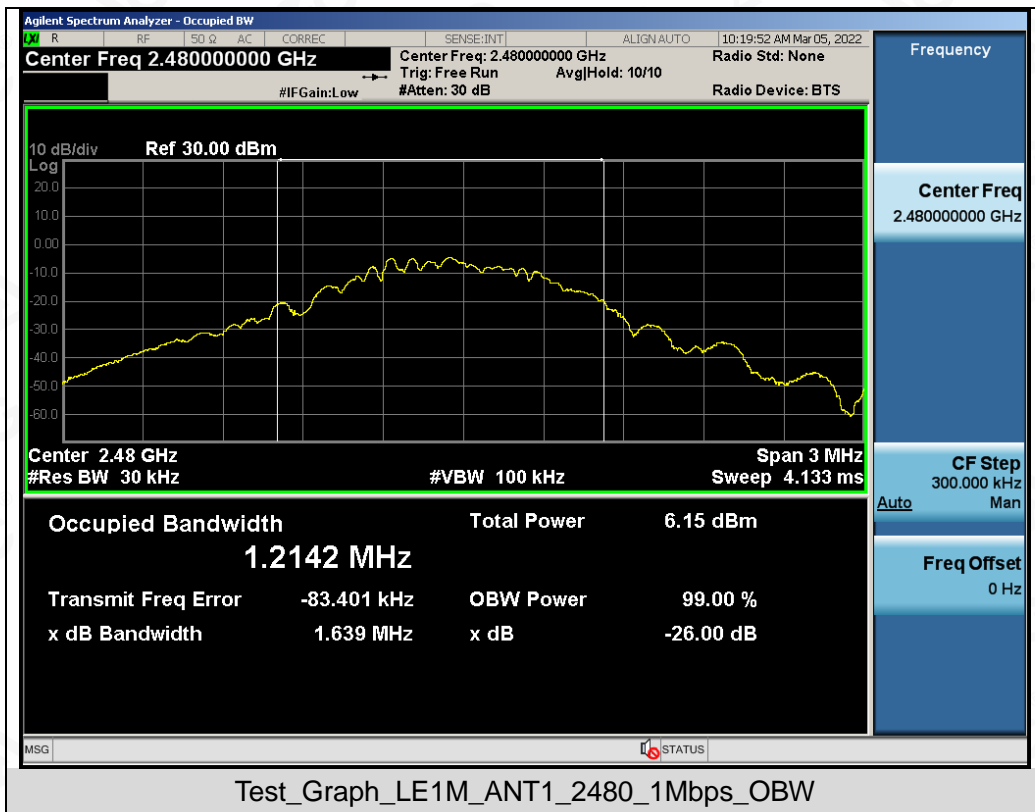 Agilent Spectrum Analyzer - Occupied BW
LXI R RF 50 Ω AC CORREC SENSE:INT ALIGN AUTO 10:19:52 AM Mar 05, 2022
Center Freq 2.480000000 GHz
Center Freq: 2.480000000 GHz Radio Std: None
Trig: Free Run Avg|Hold: 10/10
#IFGain:Low #Atten: 30 dB Radio Device: BTS
10 dB/div Ref 30.00 dBm
Log
20.0
10.0
0.00
-10.0
-20.0
-30.0
-40.0
-50.0
-60.0
Center 2.48 GHz Span 3 MHz
#Res BW 30 kHz #VBW 100 kHz Sweep 4.133 ms
Occupied Bandwidth Total Power 6.15 dBm
1.2142 MHz
Transmit Freq Error -83.401 kHz OBW Power 99.00 %
x dB Bandwidth 1.639 MHz x dB -26.00 dB
MSG STATUS
Frequency
Center Freq
2.480000000 GHz
CF Step
300.000 kHz
Auto Man
Freq Offset
0 Hz
Test_Graph_LE1M_ANT1_2480_1Mbps_OBW